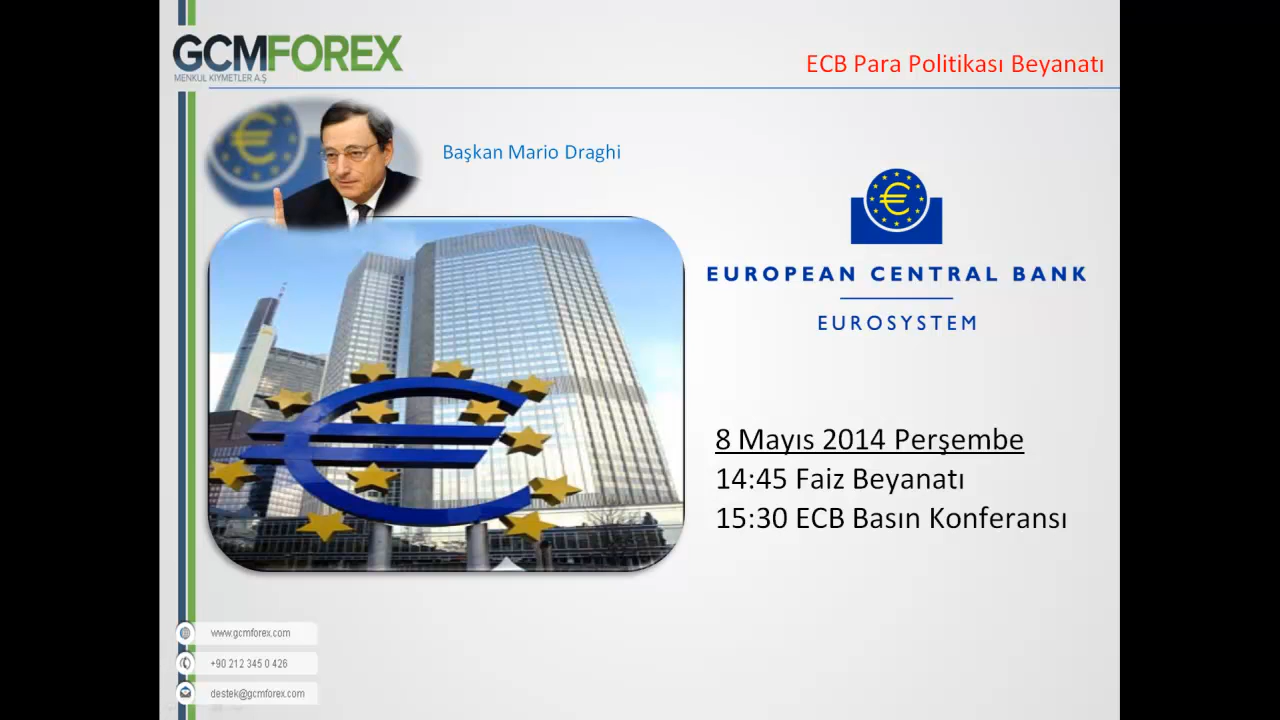 GCMFOREX
MENKUL KIYMETLER A.Ş
ECB Para Politikası Beyanatı
Başkan Mario Draghi
EUROPEAN CENTRAL BANK
EUROSYSTEM
8 Mayıs 2014 Perşembe
14:45 Faiz Beyanatı
15:30 ECB Basın Konferansı
www.gcmforex.com
+90 212 345 0 426
destek@gcmforex.com